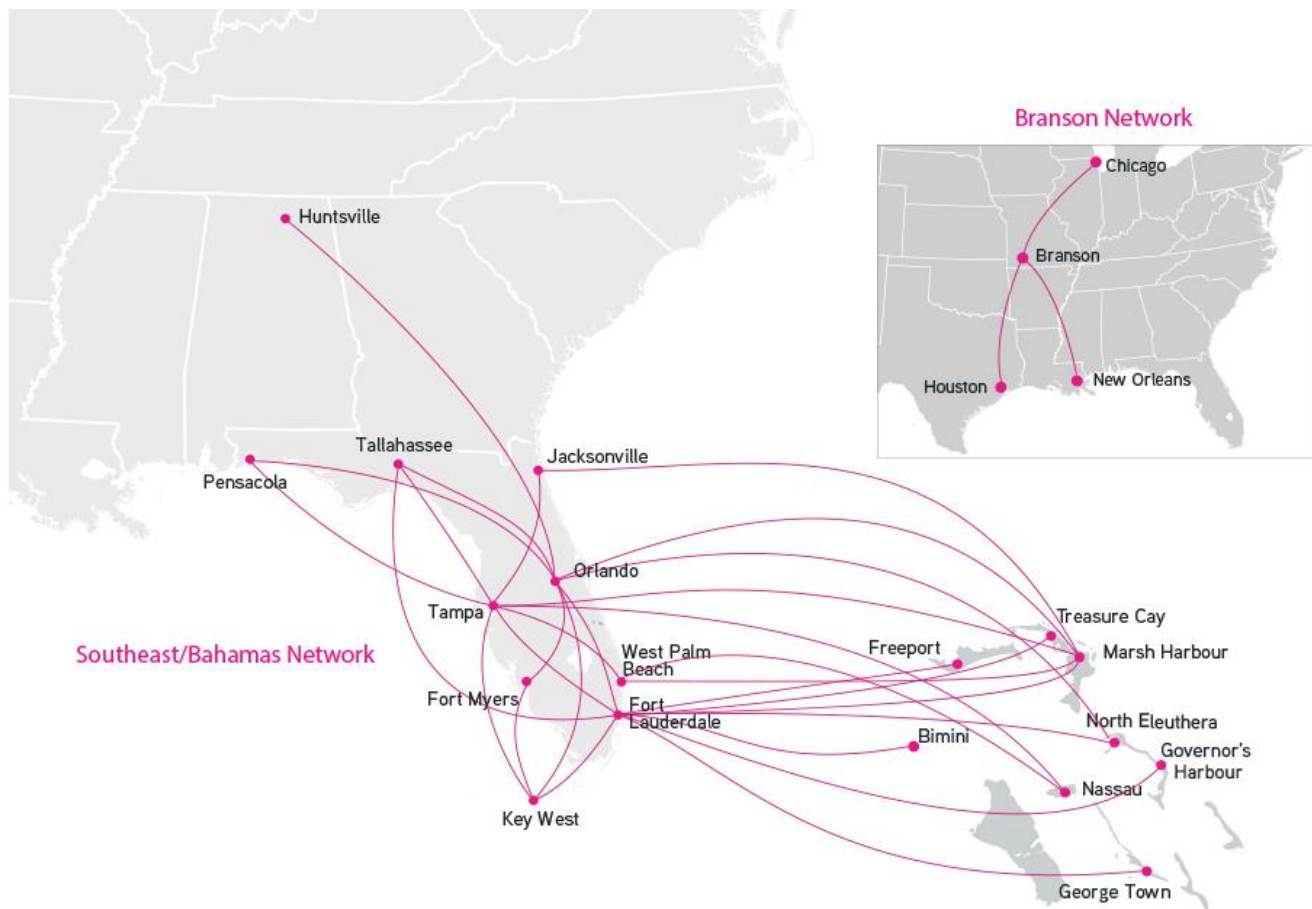 Branson Network
Chicago
Huntsville
Branson
Houston
New Orleans
Tallahassee
Jacksonville
Pensacola
Orlando
Tampa
Treasure Cay
Southeast/Bahamas Network
Freeport
Marsh Harbour
West Palm
Beach
Fort Myers
Fort
Lauderdale
North Eleuthera
Bimini
Governor's
Harbour
Nassau
Key West
George Town